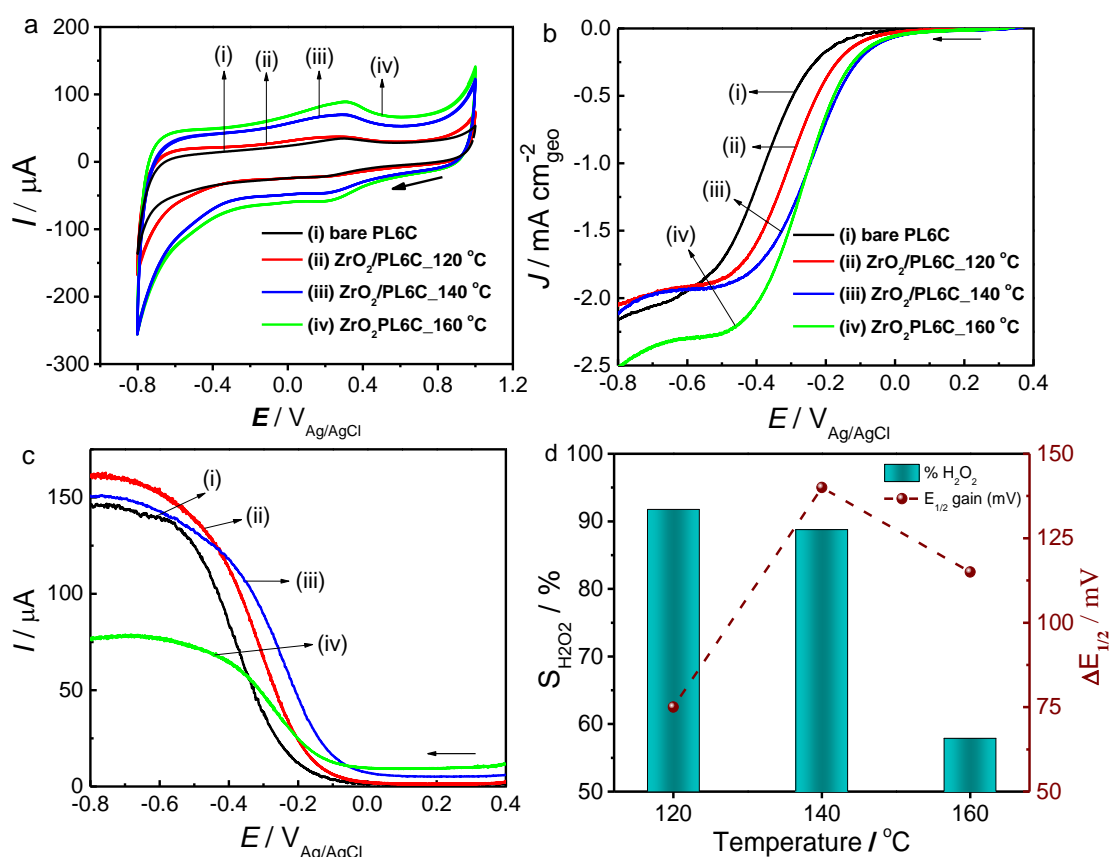 a
I / μA
200
100
0
-100
-200
-300
-0.8 -0.4 0.0 0.4 0.8 1.2
E / V Ag/AgCl
(i) (ii) (iii) (iv)
(i) bare PL6C
(ii) ZrO2/PL6C_120 °C
(iii) ZrO2/PL6C_140 °C
(iv) ZrO2PL6C_160 °C
b
J / mA cm-2 geo
0.0
-0.5
-1.0
-1.5
-2.0
-2.5
-0.8 -0.6 -0.4 -0.2 0.0 0.2 0.4
E / V Ag/AgCl
(i)
(ii)
(iii)
(iv)
(i) bare PL6C
(ii) ZrO2/PL6C_120 °C
(iii) ZrO2/PL6C_140 °C
(iv) ZrO2PL6C_160 °C
c
I / μA
150
100
50
0
-0.8 -0.6 -0.4 -0.2 0.0 0.2 0.4
E / V Ag/AgCl
(i)
(ii)
(iii)
(iv)
d
S H2O2 / %
100
90
80
70
60
50
120 140 160
Temperature / °C
% H2O2
E1/2 gain (mV)
150
125
100
75
50
ΔE1/2 / mV